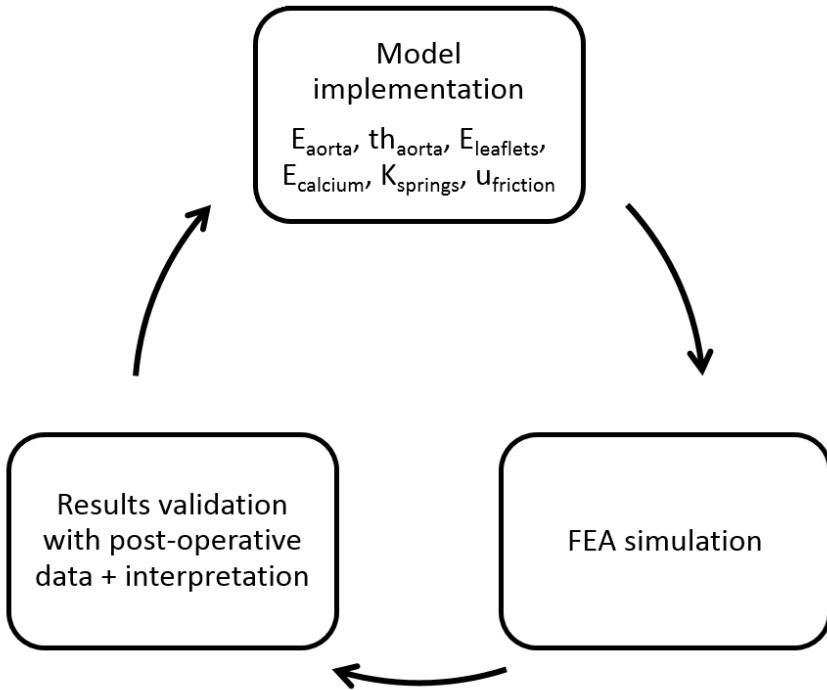 Model
implementation
E_aorta, th_aorta, E_leaflets,
E_calcium, K_springs, u_friction
FEA simulation
Results validation
with post-operative
data + interpretation